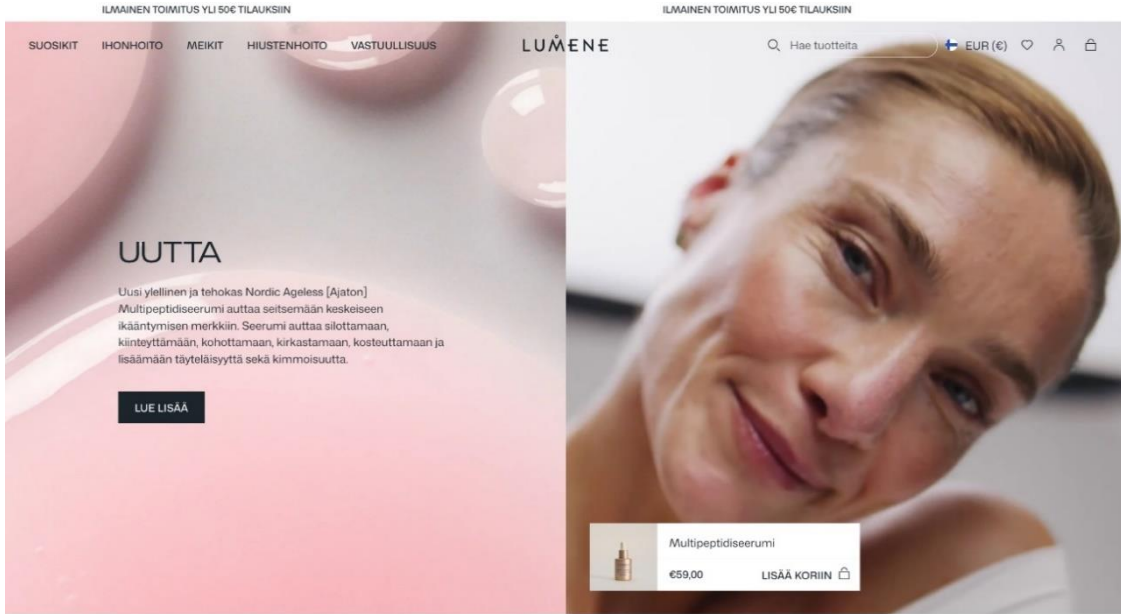 ILMAINEN TOIMITUS YLI 50€ TILAUKSIIN
ILMAINEN TOIMITUS YLI 50€ TILAUKSIIN
SUOSIKIT IHONHOITO MEIKIT HIUSTENHOITO VASTUULLISUUS
LUMENE
Hae tuotteita
EUR (€)
UUTTA
Uusi ylellinen ja tehokas Nordic Ageless [Ajaton]
Multipeptidiseerumi auttaa seitsemään keskeiseen
ikääntymisen merkkiin. Seerumi auttaa silottamaan,
kiinteyttämään, kohottamaan, kirkastamaan, kosteuttamaan ja
lisäämään täyteläisyyttä sekä kimmoisuutta.
LUE LISÄÄ
Multipeptidiseerumi
€59,00 LISÄÄ KORIIN